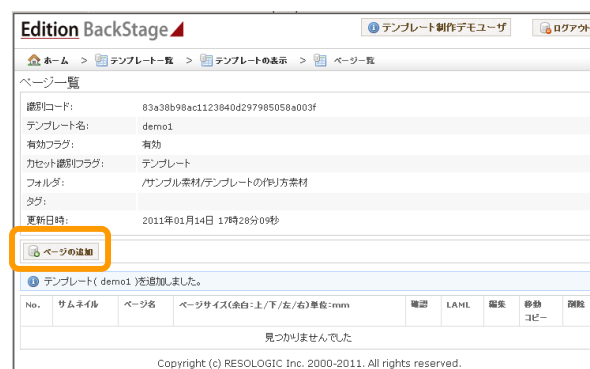 Edition BackStage
テンプレート制作デモユーザ ログアウト
ホーム > テンプレート一覧 > テンプレートの表示 > ページ一覧
ページ一覧
識別コード: 83a38b98ac1123840d297985058a003f
テンプレート名: demo1
有効フラグ: 有効
カセット識別フラグ: テンプレート
フォルダ: /サンプル素材/テンプレートの作り方素材
タグ:
更新日時: 2011年01月14日 17時28分09秒
ページの追加
テンプレート( demo1 )を追加しました。
No. サムネイル ページ名 ページサイズ(余白:上/下/左/右)単位:mm 確認 LAML 編集 移動 削除
コピー
見つかりませんでした
Copyright (c) RESOLOGIC Inc. 2000-2011. All rights reserved.